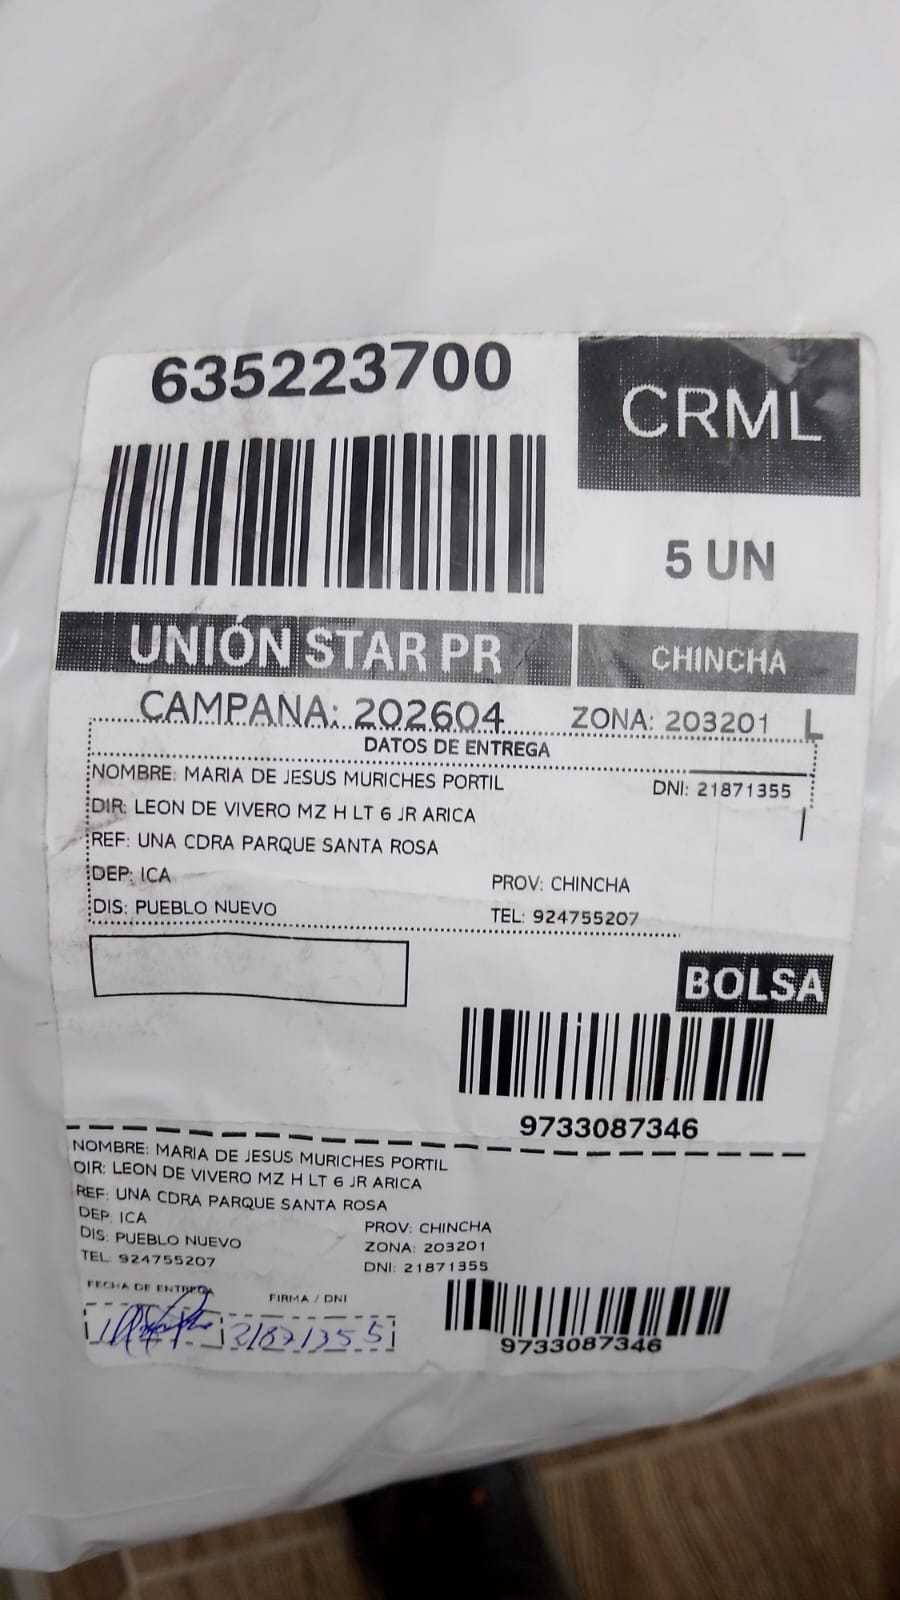 635223700
CRML
5 UN
UNIÓN STAR PR
CHINCHA
CAMPANA: 202604
ZONA: 203201 L
DATOS DE ENTREGA
NOMBRE: MARIA DE JESUS MURICHES PORTIL
DNI: 21871355
DIR: LEON DE VIVERO MZ H LT 6 JR ARICA
REF: UNA CDRA PARQUE SANTA ROSA
DEP: ICA
PROV: CHINCHA
DIS: PUEBLO NUEVO
TEL: 924755207
BOLSA
9733087346
NOMBRE: MARIA DE JESUS MURICHES PORTIL
DIR: LEON DE VIVERO MZ H LT 6 JR ARICA
REF: UNA CDRA PARQUE SANTA ROSA
DEP: ICA
PROV: CHINCHA
DIS: PUEBLO NUEVO
ZONA: 203201
TEL: 924755207
DNI: 21871355
FECHA DE ENTREGA
FIRMA / DNI
21871355
9733087346